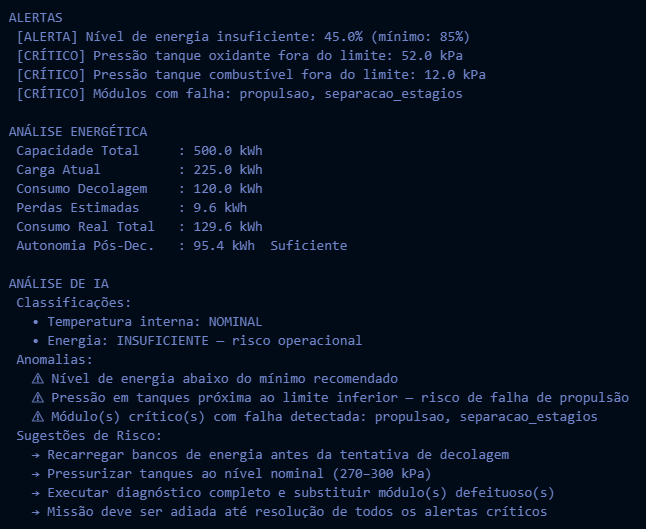 ALERTAS
[ALERTA] Nível de energia insuficiente: 45.0% (mínimo: 85%)
[CRÍTICO] Pressão tanque oxidante fora do limite: 52.0 kPa
[CRÍTICO] Pressão tanque combustível fora do limite: 12.0 kPa
[CRÍTICO] Módulos com falha: propulsao, separacao_estagios
ANÁLISE ENERGÉTICA
Capacidade Total : 500.0 kWh
Carga Atual : 225.0 kWh
Consumo Decolagem : 120.0 kWh
Perdas Estimadas : 9.6 kWh
Consumo Real Total : 129.6 kWh
Autonomia Pós-Dec. : 95.4 kWh Suficiente
ANÁLISE DE IA
Classificações:
• Temperatura interna: NOMINAL
• Energia: INSUFICIENTE — risco operacional
Anomalias:
⚠ Nível de energia abaixo do mínimo recomendado
⚠ Pressão em tanques próxima ao limite inferior — risco de falha de propulsão
⚠ Módulo(s) crítico(s) com falha detectada: propulsao, separacao_estagios
Sugestões de Risco:
→ Recarregar bancos de energia antes da tentativa de decolagem
→ Pressurizar tanques ao nível nominal (270–300 kPa)
→ Executar diagnóstico completo e substituir módulo(s) defeituoso(s)
→ Missão deve ser adiada até resolução de todos os alertas críticos